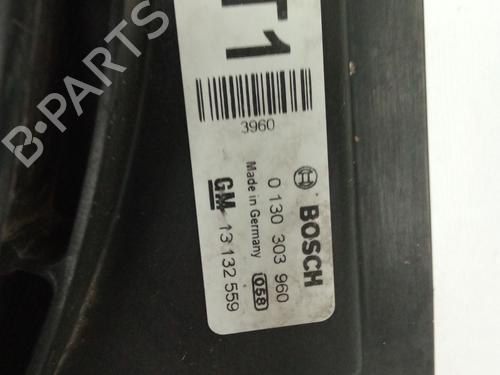 T1
3960
BOSCH
0 130 303 960
Made in Germany 058
GM 13 132 559
B-PARTS